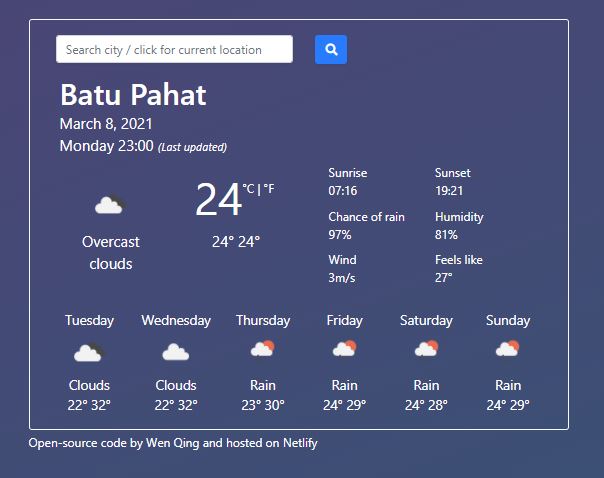 Search city / click for current location
Batu Pahat
March 8, 2021
Monday 23:00 (Last updated)
24 °C | °F
Overcast
clouds
24° 24°
Sunrise
07:16
Sunset
19:21
Chance of rain
97%
Humidity
81%
Wind
3m/s
Feels like
27°
Tuesday
Clouds
22° 32°
Wednesday
Clouds
22° 32°
Thursday
Rain
23° 30°
Friday
Rain
24° 29°
Saturday
Rain
24° 28°
Sunday
Rain
24° 29°
Open-source code by Wen Qing and hosted on Netlify